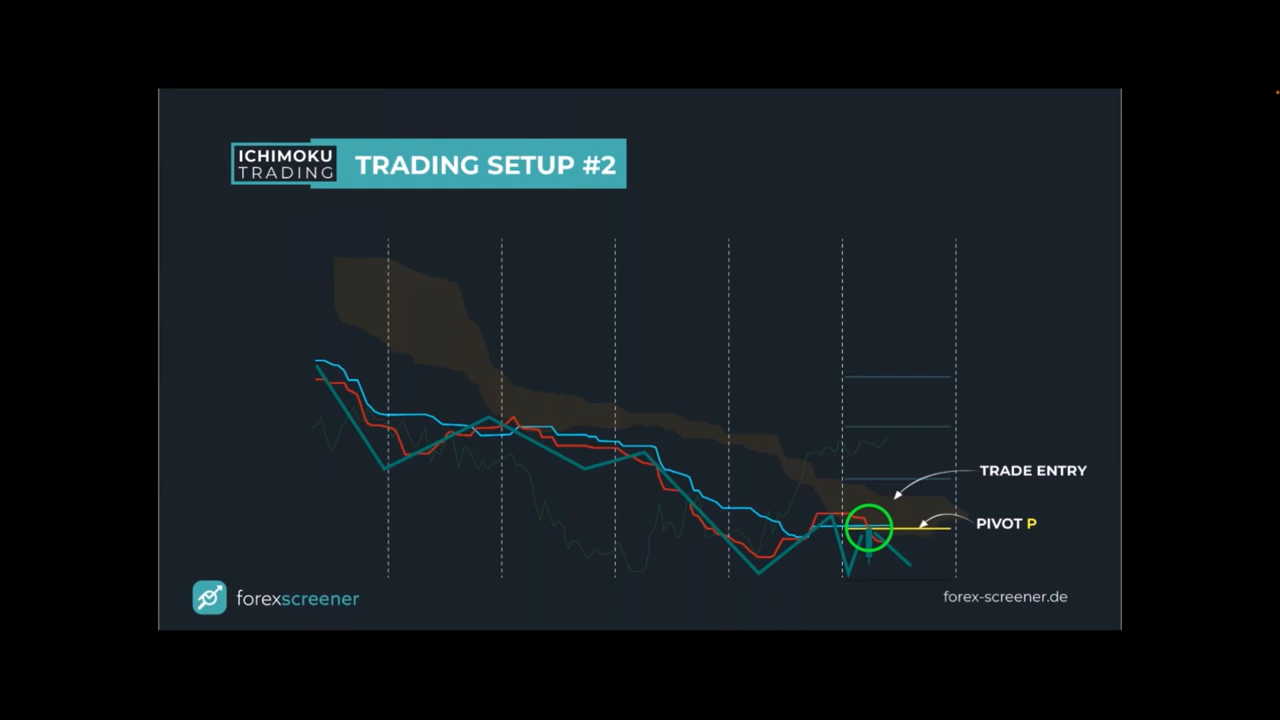 ICHIMOKU
TRADING
TRADING SETUP #2
TRADE ENTRY
PIVOT P
forexscreener
forex-screener.de